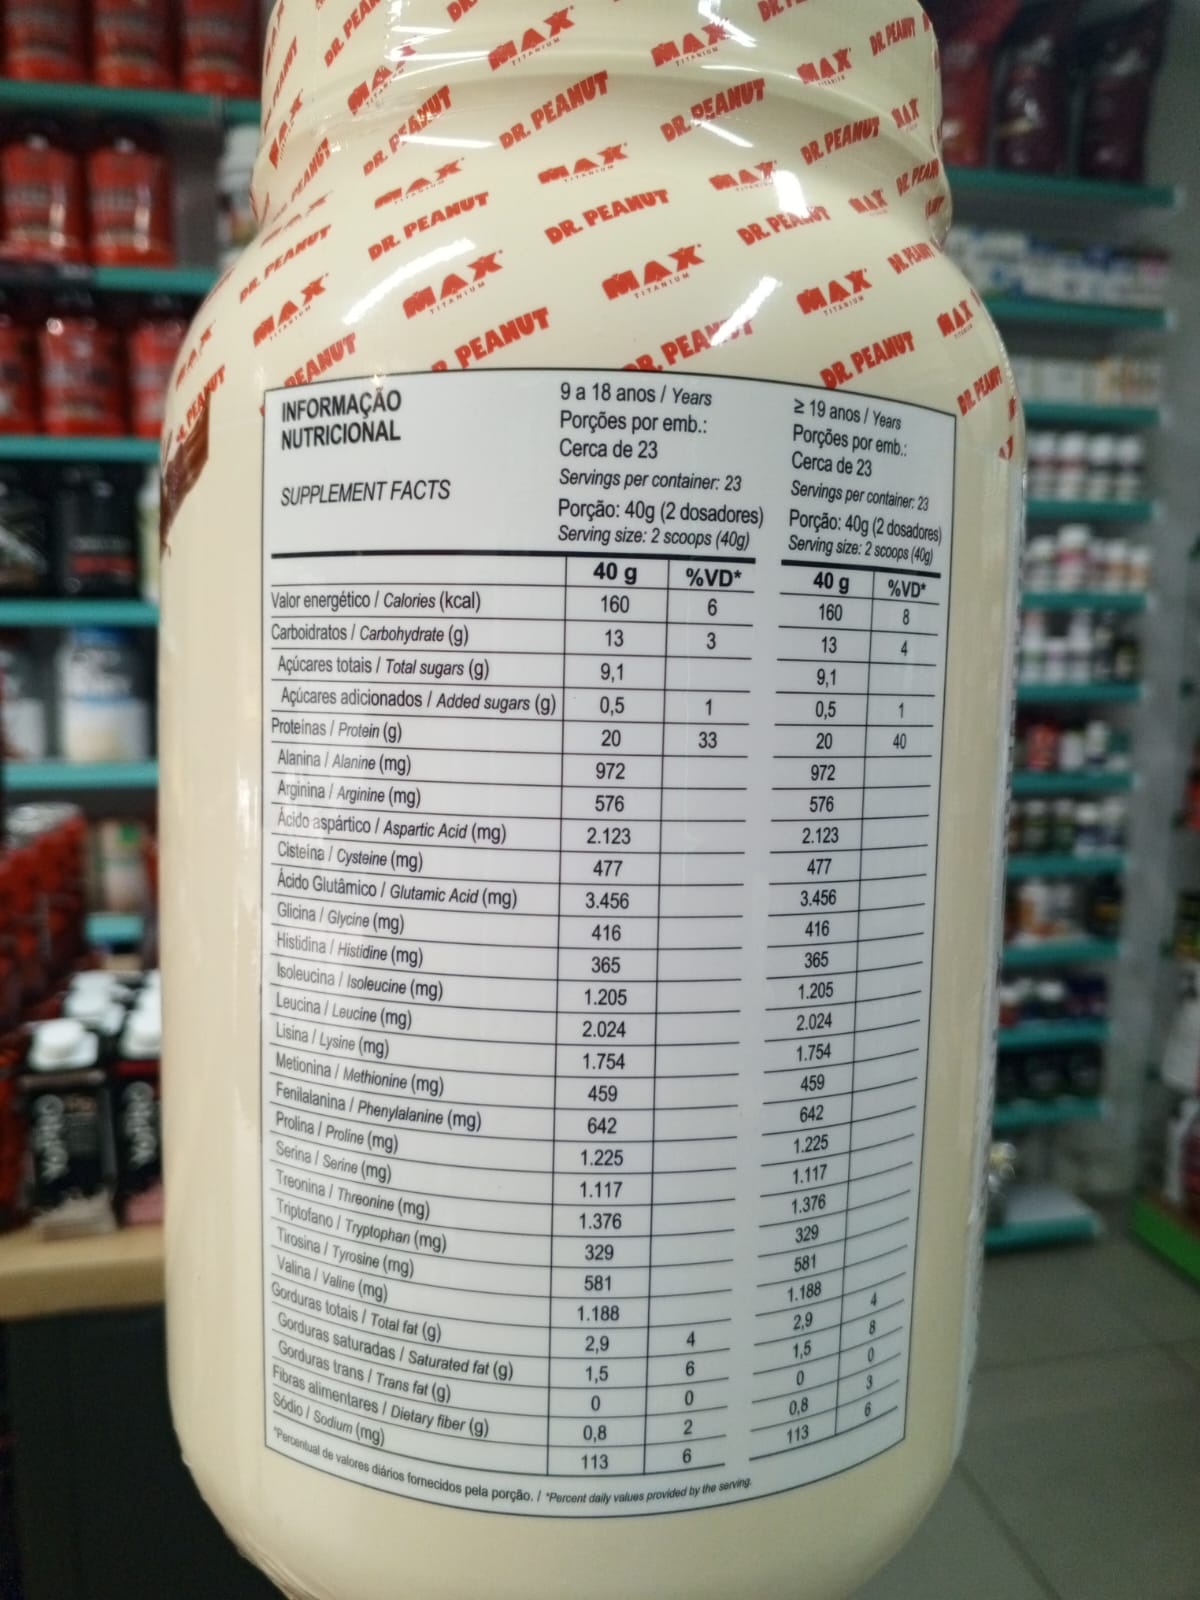 DR. PEANUT
MAX
TITANIUM
INFORMAÇÃO
NUTRICIONAL
SUPPLEMENT FACTS
9 a 18 anos / Years
Porções por emb.:
Cerca de 23
Servings per container: 23
Porção: 40g (2 dosadores)
Serving size: 2 scoops (40g)
≥ 19 anos / Years
Porções por emb.:
Cerca de 23
Servings per container: 23
Porção: 40g (2 dosadores)
Serving size: 2 scoops (40g)
40 g %VD* 40 g %VD*
Valor energético / Calories (kcal) 160 6 160 8
Carboidratos / Carbohydrate (g) 13 3 13 4
Açúcares totais / Total sugars (g) 9,1 9,1
Açúcares adicionados / Added sugars (g) 0,5 1 0,5 1
Proteínas / Protein (g) 20 33 20 40
Alanina / Alanine (mg) 972 972
Arginina / Arginine (mg) 576 576
Ácido aspártico / Aspartic Acid (mg) 2.123 2.123
Cisteína / Cysteine (mg) 477 477
Ácido Glutâmico / Glutamic Acid (mg) 3.456 3.456
Glicina / Glycine (mg) 416 416
Histidina / Histidine (mg) 365 365
Isoleucina / Isoleucine (mg) 1.205 1.205
Leucina / Leucine (mg) 2.024 2.024
Lisina / Lysine (mg) 1.754 1.754
Metionina / Methionine (mg) 459 459
Fenilalanina / Phenylalanine (mg) 642 642
Prolina / Proline (mg) 1.225 1.225
Serina / Serine (mg) 1.117 1.117
Treonina / Threonine (mg) 1.376 1.376
Triptofano / Tryptophan (mg) 329 329
Tirosina / Tyrosine (mg) 581 581
Valina / Valine (mg) 1.188 1.188
Gorduras totais / Total fat (g) 2,9 4 2,9 4
Gorduras saturadas / Saturated fat (g) 1,5 6 1,5 8
Gorduras trans / Trans fat (g) 0 0 0 0
Fibras alimentares / Dietary fiber (g) 0,8 2 0,8 3
Sódio / Sodium (mg) 113 6 113 6
*Percentual de valores diários fornecidos pela porção. / *Percent daily values provided by the serving.